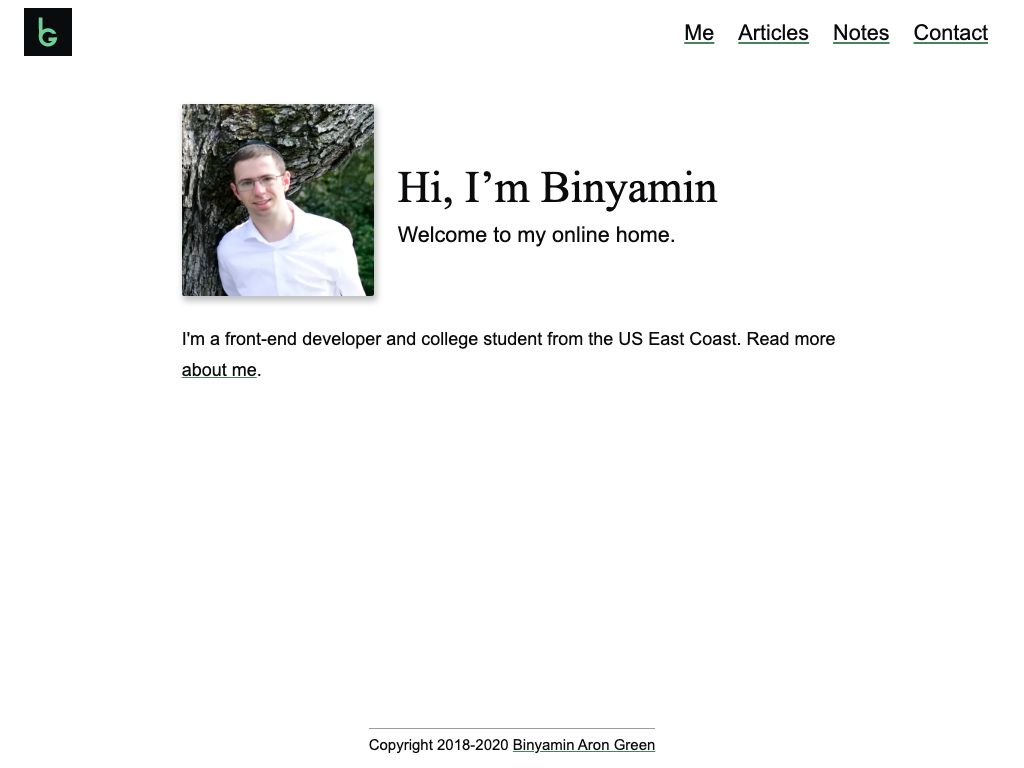 Me Articles Notes Contact
Hi, I’m Binyamin
Welcome to my online home.
I'm a front-end developer and college student from the US East Coast. Read more
about me.
Copyright 2018-2020 Binyamin Aron Green